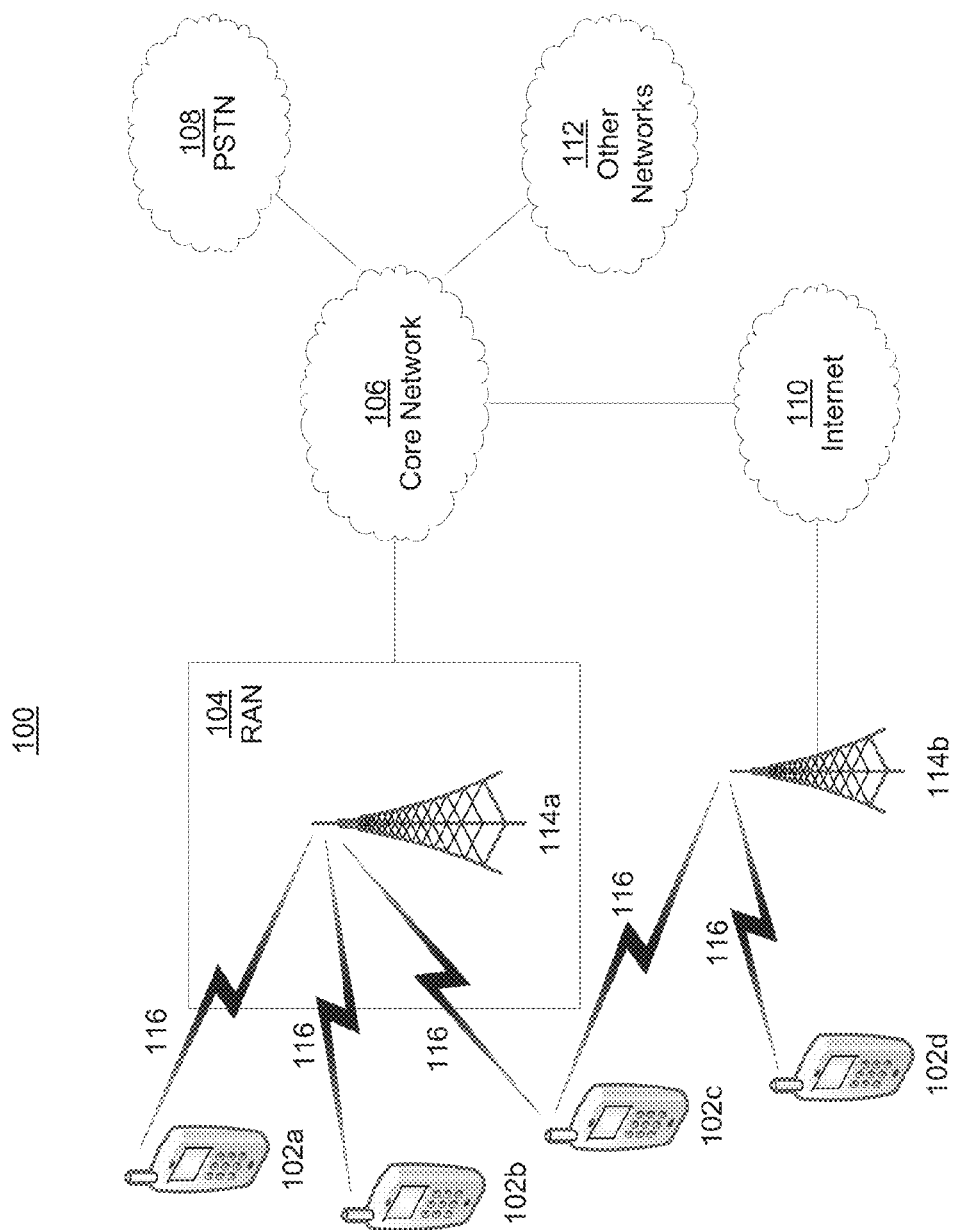 100
108
PSTN
106
Core Network
112
Other
Networks
110
Internet
104
RAN
114a
114b
116
116
116
116
116
102a
102b
102c
102d